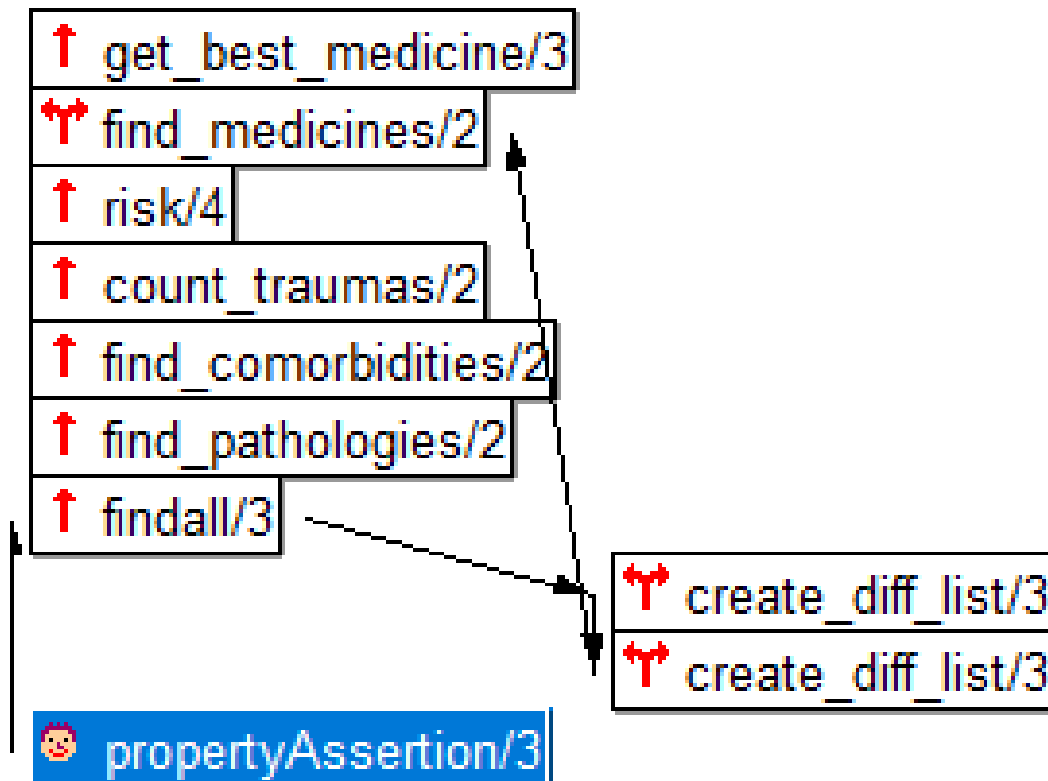 get_best_medicine/3
find_medicines/2
risk/4
count_traumas/2
find_comorbidities/2
find_pathologies/2
findall/3
create_diff_list/3
create_diff_list/3
propertyAssertion/3